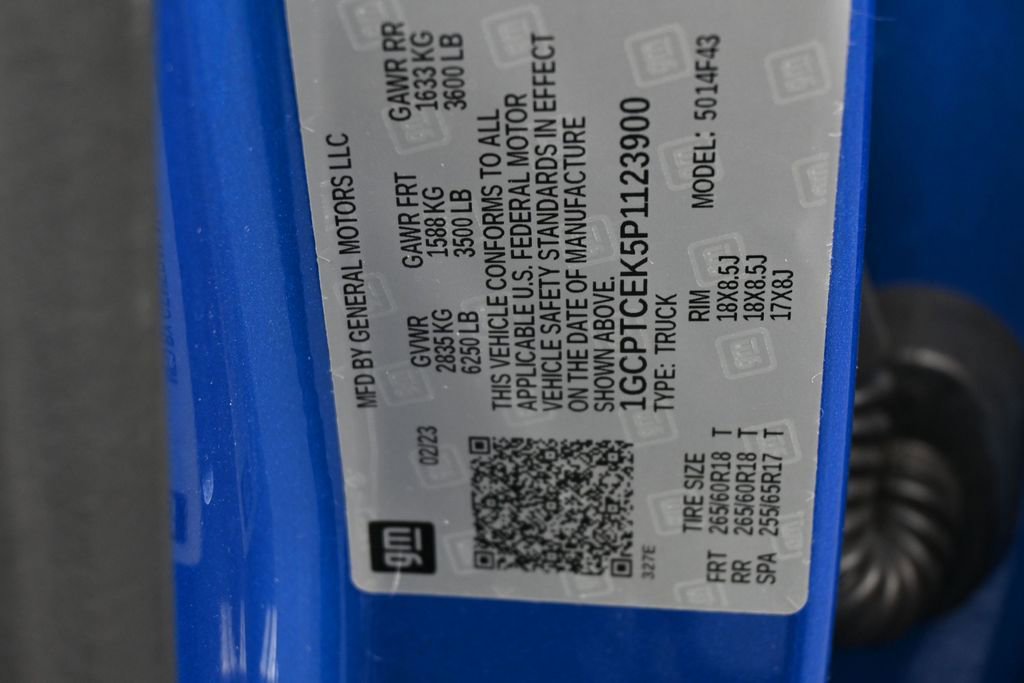 MFD BY GENERAL MOTORS LLC
02/23
GVWR GAWR FRT GAWR RR
2835 KG 1588 KG 1633 KG
6250 LB 3500 LB 3600 LB
THIS VEHICLE CONFORMS TO ALL
APPLICABLE U.S. FEDERAL MOTOR
VEHICLE SAFETY STANDARDS IN EFFECT
ON THE DATE OF MANUFACTURE
SHOWN ABOVE.
1GCPTCEK5P1123900
TYPE: TRUCK
MODEL: 5014F43
gm
327E
TIRE SIZE RIM
FRT 265/60R18 T 18X8.5J
RR 265/60R18 T 18X8.5J
SPA 255/65R17 T 17X8J